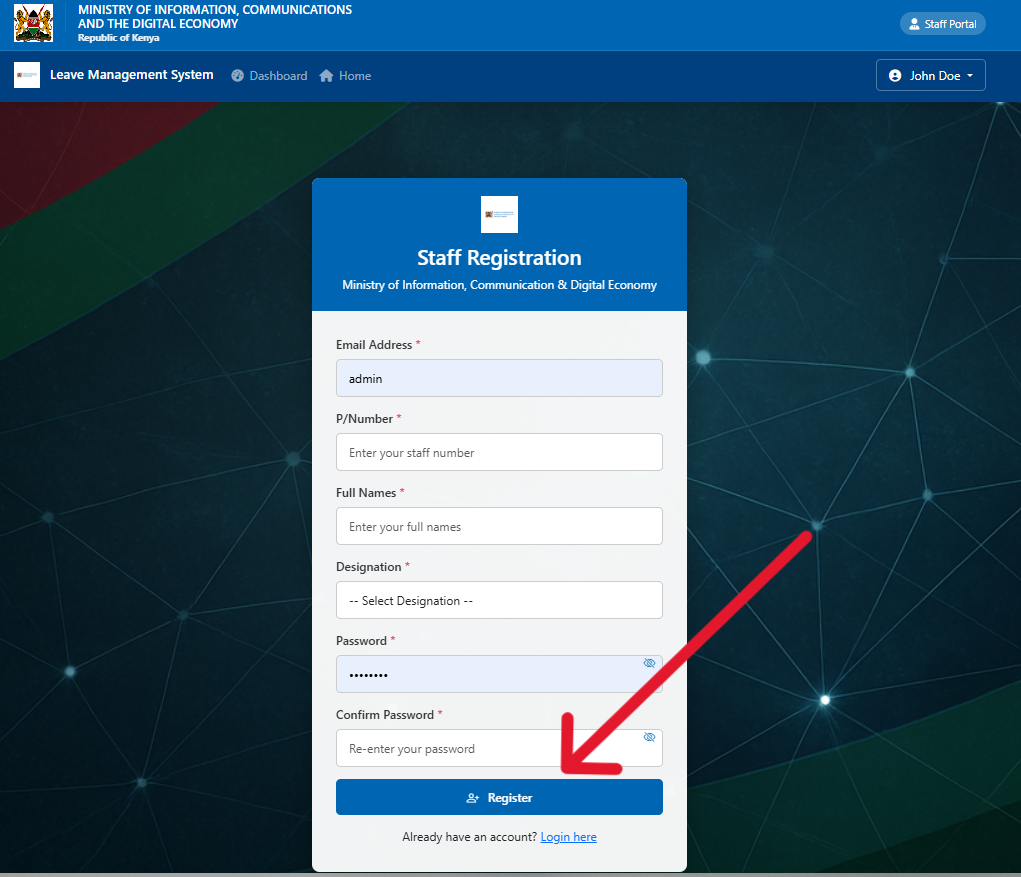 MINISTRY OF INFORMATION, COMMUNICATIONS
AND THE DIGITAL ECONOMY
Republic of Kenya
Staff Portal
Leave Management System
Dashboard
Home
John Doe
Staff Registration
Ministry of Information, Communication & Digital Economy
Email Address *
admin
P/Number *
Enter your staff number
Full Names *
Enter your full names
Designation *
-- Select Designation --
Password *
••••••••
Confirm Password *
Re-enter your password
Register
Already have an account? Login here